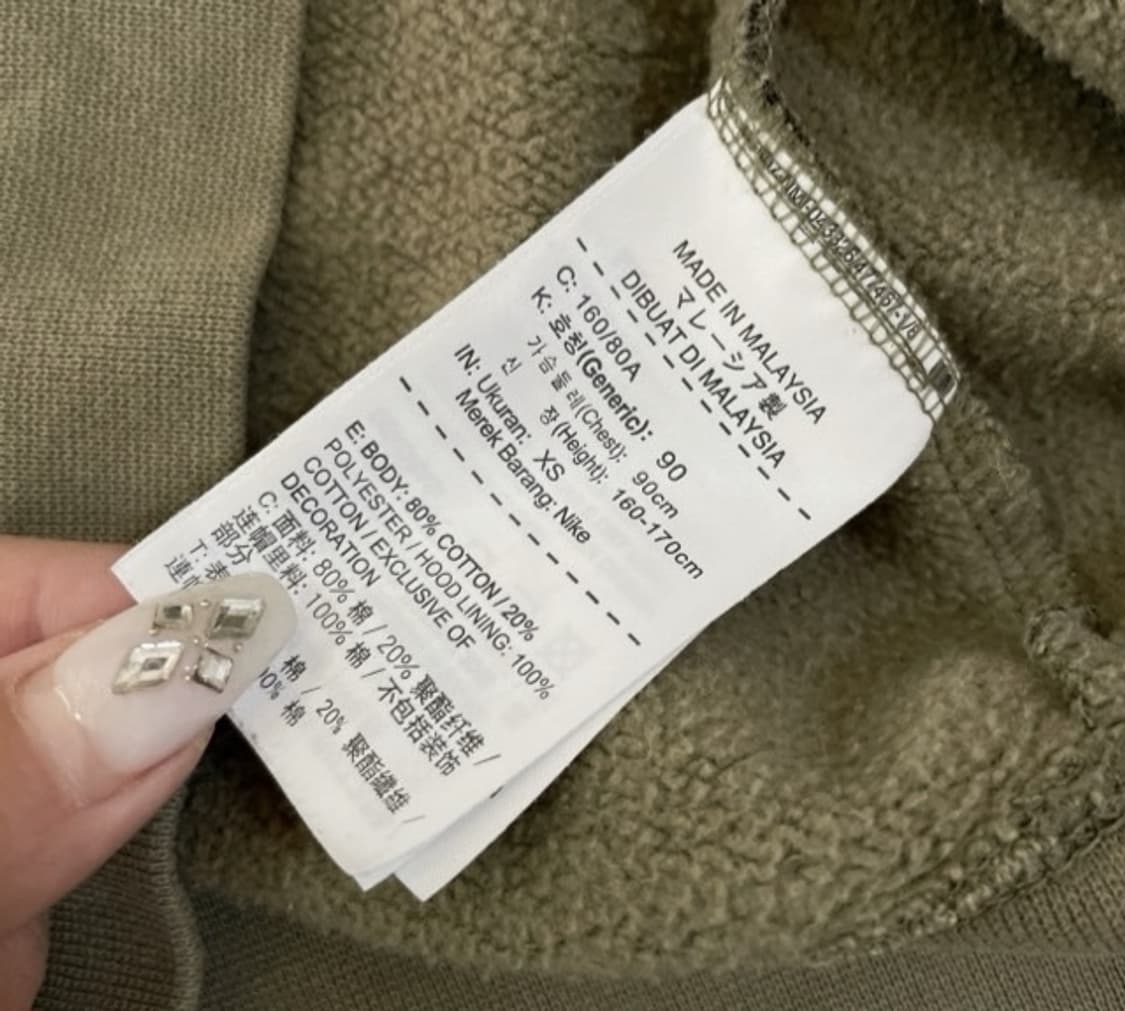 MADE IN MALAYSIA
マレーシア製
DIBUAT DI MALAYSIA
C: 160/80A
K: 호칭(Generic): 90
가슴둘레(Chest): 90cm
신 장(Height): 160-170cm
IN: Ukuran: XS
Merek Barang: Nike
E: BODY: 80% COTTON / 20%
POLYESTER / HOOD LINING: 100%
COTTON / EXCLUSIVE OF
DECORATION
C: 面料: 80% 棉 / 20% 聚酯纤维 /
连帽里料: 100% 棉 / 不包括装饰
部分
T: 棉 / 20% 聚酯纖維 /
棉